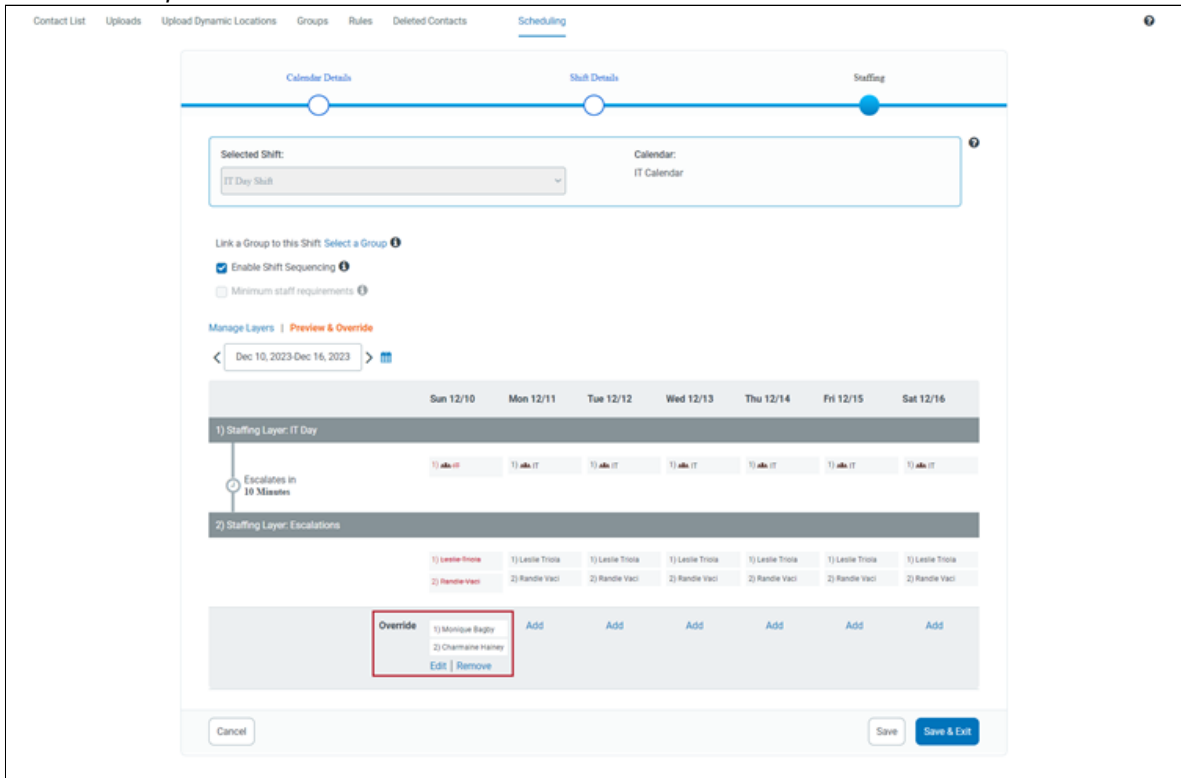 Contact List Uploads Upload Dynamic Locations Groups Rules Deleted Contacts Scheduling
Calendar Details Shift Details Staffing
Selected Shift: Calendar:
IT Day Shift IT Calendar
Link a Group to this Shift Select a Group
Enable Shift Sequencing
Minimum staff requirements
Manage Layers | Preview & Override
Dec 10, 2023-Dec 16, 2023
Sun 12/10 Mon 12/11 Tue 12/12 Wed 12/13 Thu 12/14 Fri 12/15 Sat 12/16
1) Staffing Layer: IT Day
1) IT 1) IT 1) IT 1) IT 1) IT 1) IT 1) IT
Escalates in
10 Minutes
2) Staffing Layer: Escalations
1) Leslie Triola 1) Leslie Triola 1) Leslie Triola 1) Leslie Triola 1) Leslie Triola 1) Leslie Triola 1) Leslie Triola
2) Randie Vaci 2) Randie Vaci 2) Randie Vaci 2) Randie Vaci 2) Randie Vaci 2) Randie Vaci 2) Randie Vaci
Override 1) Monique Bagby Add Add Add Add Add Add
2) Charmaine Hainey
Edit | Remove
Cancel Save Save & Exit